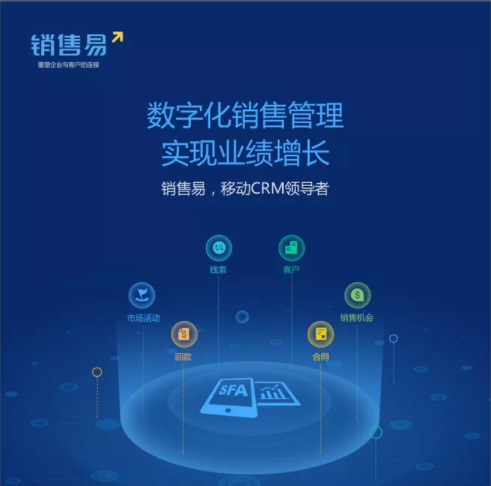 销售易
重塑企业与客户的连接
数字化销售管理
实现业绩增长
销售易，移动CRM领导者
线索
客户
市场活动
销售机会
回款
合同
SFA